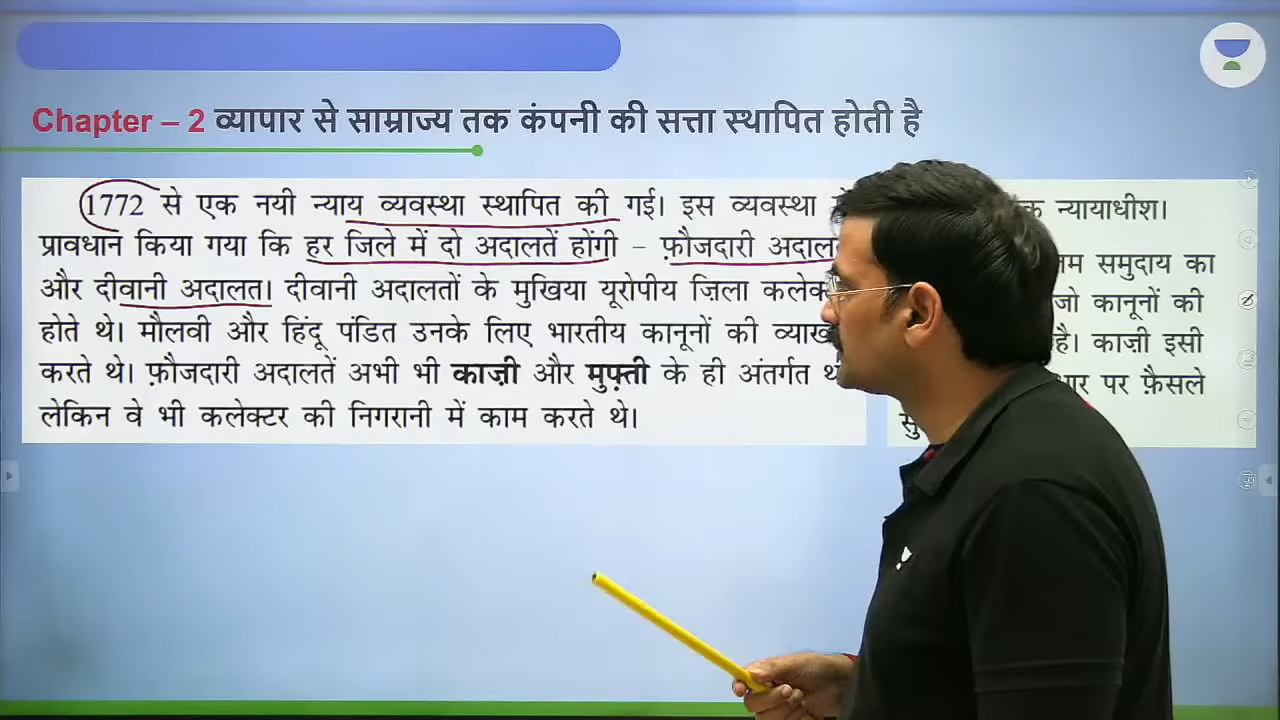 Chapter – 2 व्यापार से साम्राज्य तक कंपनी की सत्ता स्थापित होती है
1772 से एक नयी न्याय व्यवस्था स्थापित की गई। इस व्यवस्था
प्रावधान किया गया कि हर जिले में दो अदालतें होंगी – फ़ौजदारी
और दीवानी अदालत। दीवानी अदालतों के मुखिया यूरोपीय ज़िला
होते थे। मौलवी और हिंदू पंडित उनके लिए भारतीय कानूनों की
करते थे। फ़ौजदारी अदालतें अभी भी काज़ी और मुफ़्ती के ही अंतर्गत
लेकिन वे भी कलेक्टर की निगरानी में काम करते थे।
न्यायाधीश।
समुदाय का
जो कानूनों की
है। काज़ी इसी
पर फ़ैसले